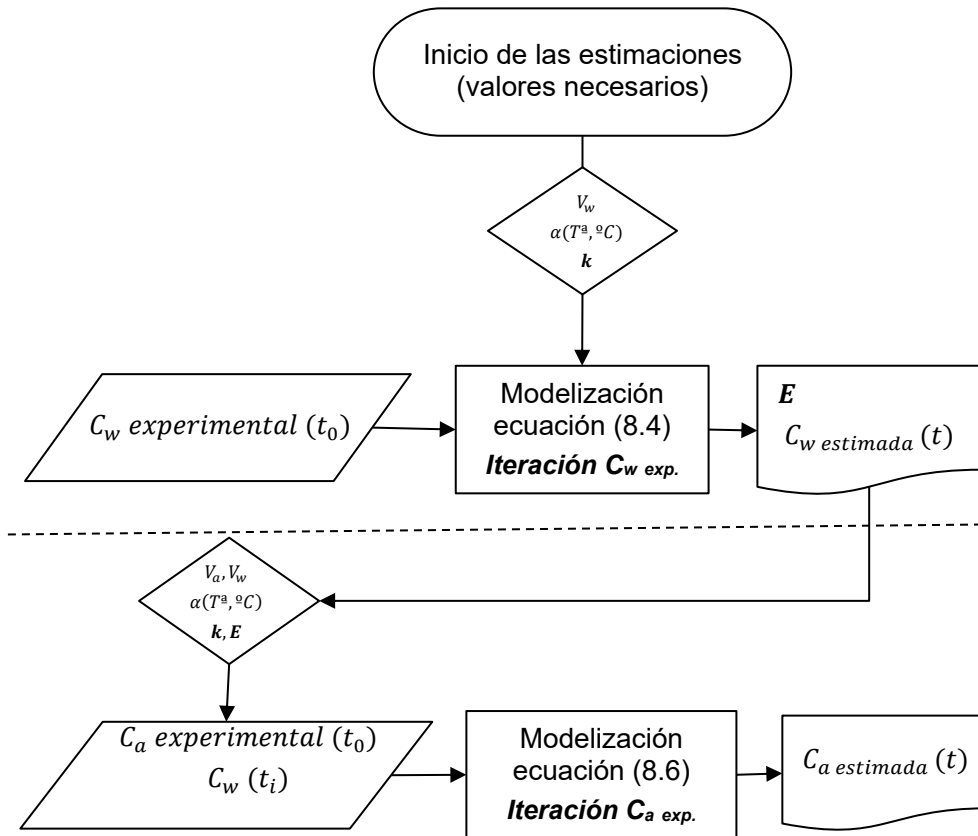 Inicio de las estimaciones
(valores necesarios)
V_w
α(Tª, ºC)
k
C_w experimental (t_0)
Modelización
ecuación (8.4)
Iteración C_w exp.
E
C_w estimada (t)
V_a, V_w
α(Tª, ºC)
k, E
C_a experimental (t_0)
C_w (t_i)
Modelización
ecuación (8.6)
Iteración C_a exp.
C_a estimada (t)